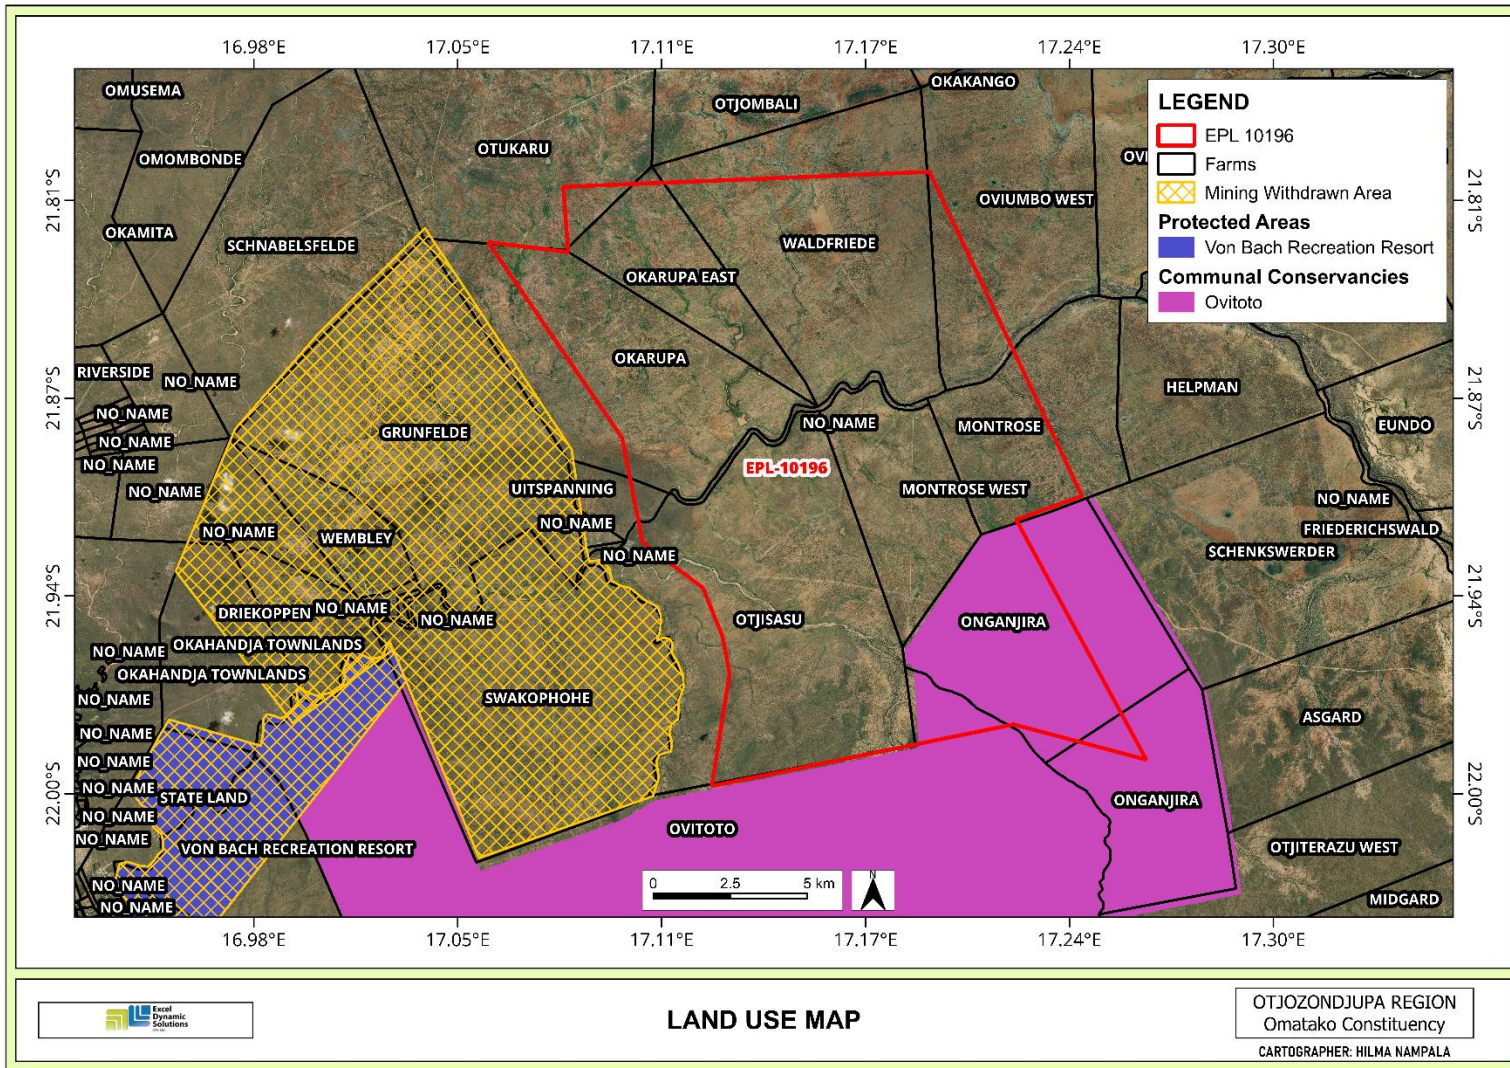 16.98°E
17.05°E
17.11°E
17.17°E
17.24°E
17.30°E
21.81°S
21.87°S
21.94°S
22.00°S
21.81°S
21.87°S
21.94°S
22.00°S
LEGEND
EPL 10196
Farms
Mining Withdrawn Area
Protected Areas
Von Bach Recreation Resort
Communal Conservancies
Ovitoto
OMUSEMA
OTJOMBALI
OKAKANGO
OMOMBONDE
OTUKARU
OVI
OKAMITA
SCHNABELSFELDE
OVIUMBO WEST
WALDFRIEDE
OKARUPA EAST
OKARUPA
RIVERSIDE
NO_NAME
HELPMAN
NO_NAME
NO_NAME
GRUNFELDE
NO_NAME
MONTROSE
EUNDO
NO_NAME
EPL-10196
NO_NAME
UITSPANNING
MONTROSE WEST
NO_NAME
NO_NAME
WEMBLEY
NO_NAME
FRIEDERICHSWALD
NO_NAME
SCHENKSWERDER
DRIEKOPPEN
NO_NAME
NO_NAME
OTJISASU
ONGANJIRA
OKAHANDJA TOWNLANDS
NO_NAME
OKAHANDJA TOWNLANDS
NO_NAME
SWAKOPHOHE
ASGARD
NO_NAME
NO_NAME
NO_NAME
STATE LAND
ONGANJIRA
NO_NAME
OVITOTO
NO_NAME
VON BACH RECREATION RESORT
OTJITERAZU WEST
NO_NAME
MIDGARD
NO_NAME
0 2.5 5 km
N
16.98°E
17.05°E
17.11°E
17.17°E
17.24°E
17.30°E
Excel
Dynamic
Solutions
LAND USE MAP
OTJOZONDJUPA REGION
Omatako Constituency
CARTOGRAPHER: HILMA NAMPALA